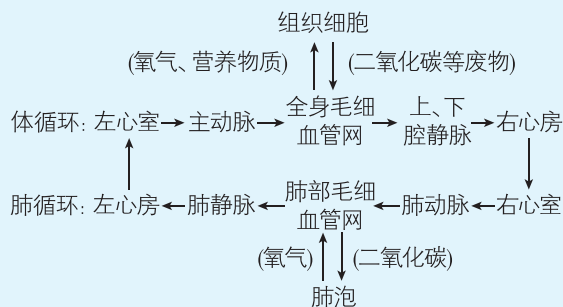 组织细胞
(氧气、营养物质) (二氧化碳等废物)
体循环: 左心室 主动脉 全身毛细血管网 上、下腔静脉 右心房
肺循环: 左心房 肺静脉 肺部毛细血管网 肺动脉 右心室
(氧气) (二氧化碳)
肺泡